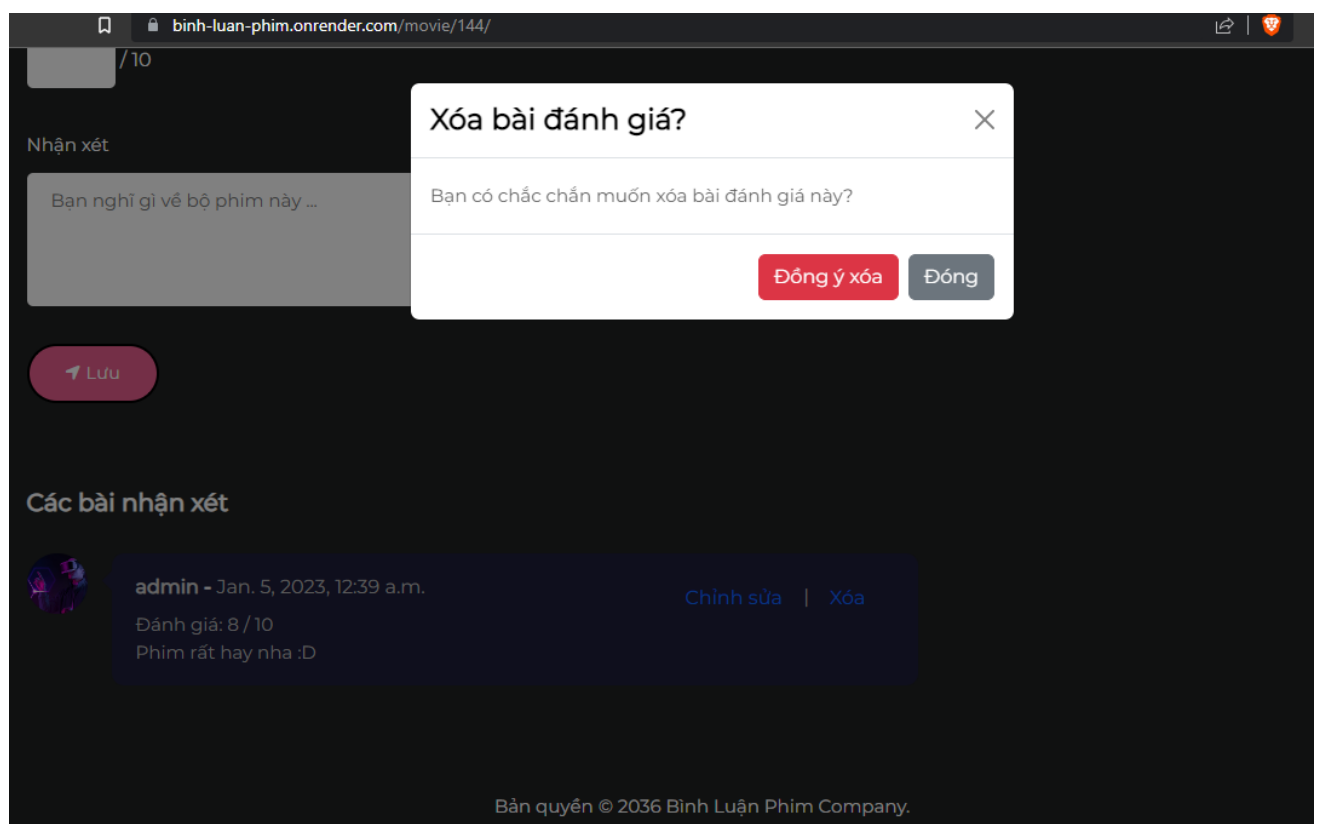 binh-luan-phim.onrender.com/movie/144/
/ 10
Xóa bài đánh giá?
Nhận xét
Bạn nghĩ gì về bộ phim này ...
Bạn có chắc chắn muốn xóa bài đánh giá này?
Đồng ý xóa
Đóng
Lưu
Các bài nhận xét
admin - Jan. 5, 2023, 12:39 a.m.
Chỉnh sửa | Xóa
Đánh giá: 8 / 10
Phim rất hay nha :D
Bản quyền © 2036 Bình Luận Phim Company.